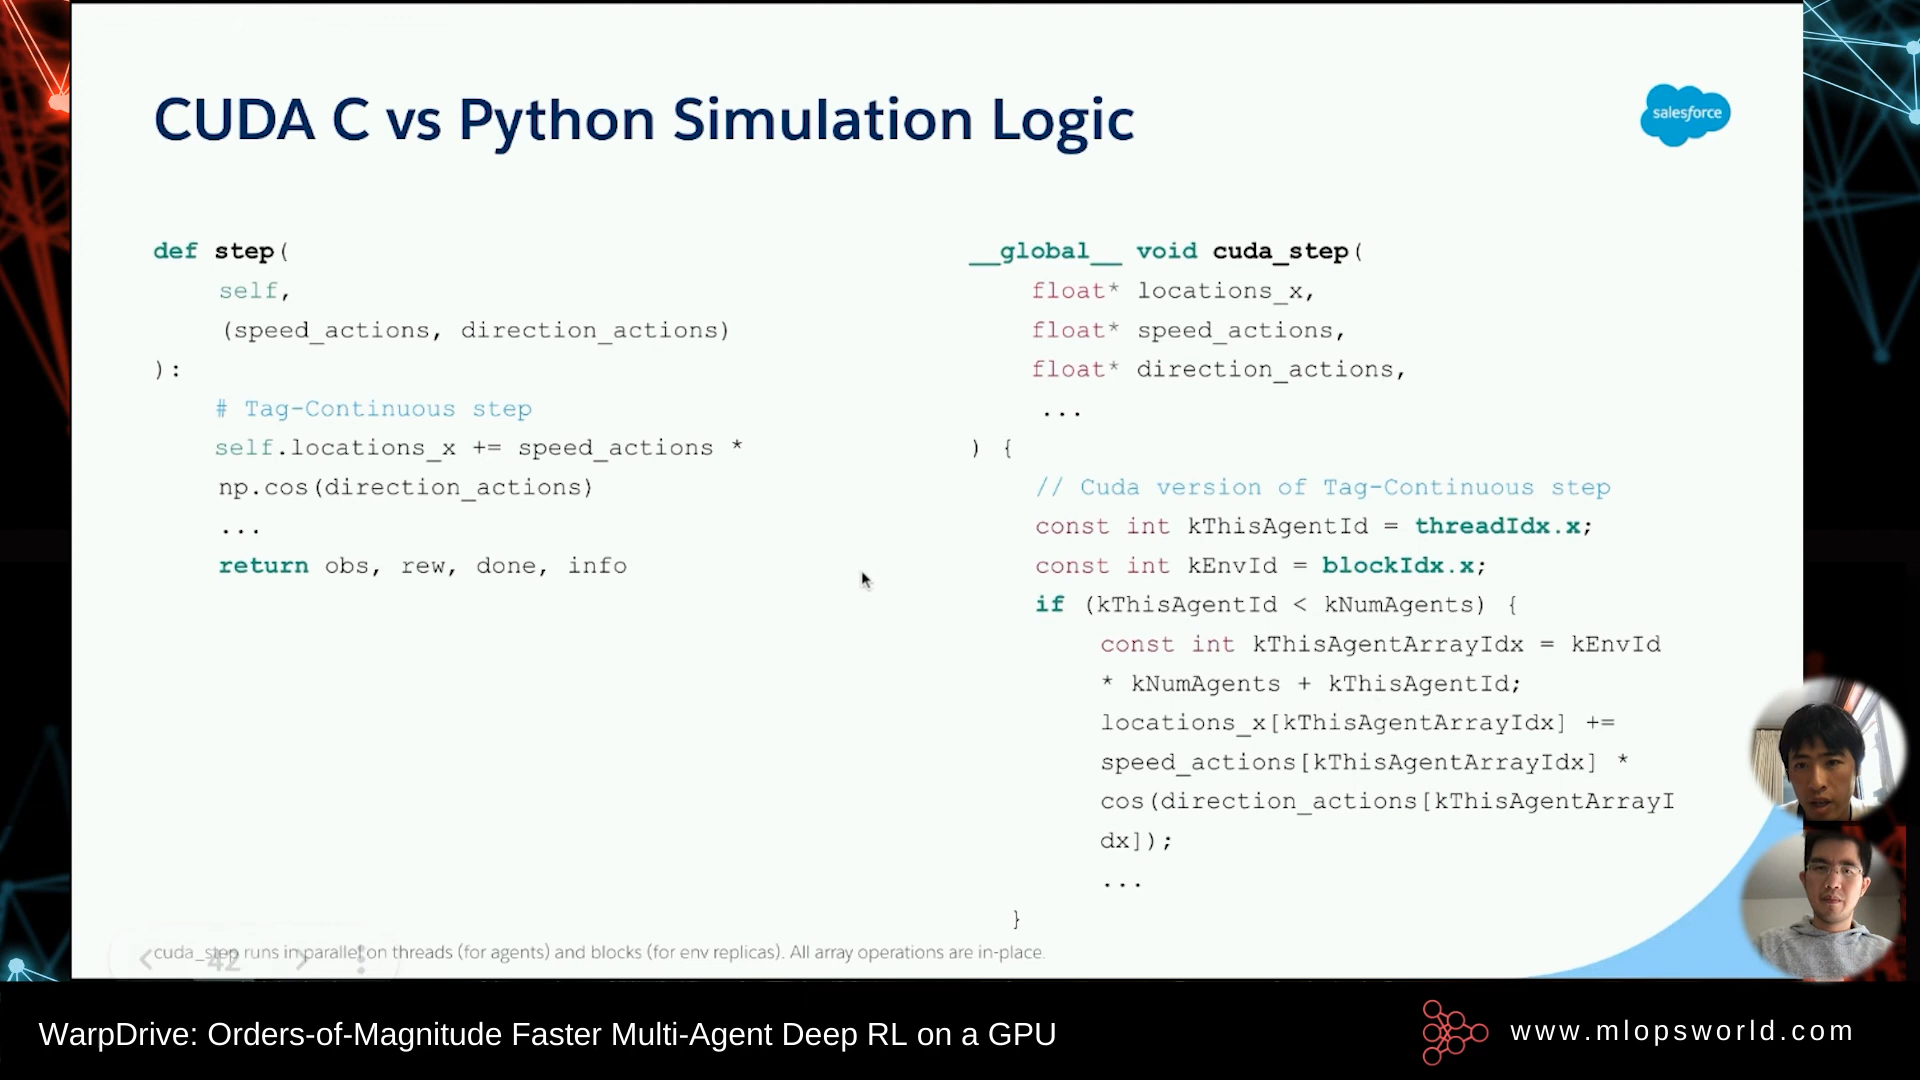 CUDA C vs Python Simulation Logic
salesforce
def step(
self,
(speed_actions, direction_actions)
):
# Tag-Continuous step
self.locations_x += speed_actions *
np.cos(direction_actions)
...
return obs, rew, done, info
__global__ void cuda_step(
float* locations_x,
float* speed_actions,
float* direction_actions,
...
) {
// Cuda version of Tag-Continuous step
const int kThisAgentId = threadIdx.x;
const int kEnvId = blockIdx.x;
if (kThisAgentId < kNumAgents) {
const int kThisAgentArrayIdx = kEnvId
* kNumAgents + kThisAgentId;
locations_x[kThisAgentArrayIdx] +=
speed_actions[kThisAgentArrayIdx] *
cos(direction_actions[kThisAgentArrayI
dx]);
...
}
cuda_step runs in parallel on threads (for agents) and blocks (for env replicas). All array operations are in-place.
42
WarpDrive: Orders-of-Magnitude Faster Multi-Agent Deep RL on a GPU
www.mlopsworld.com